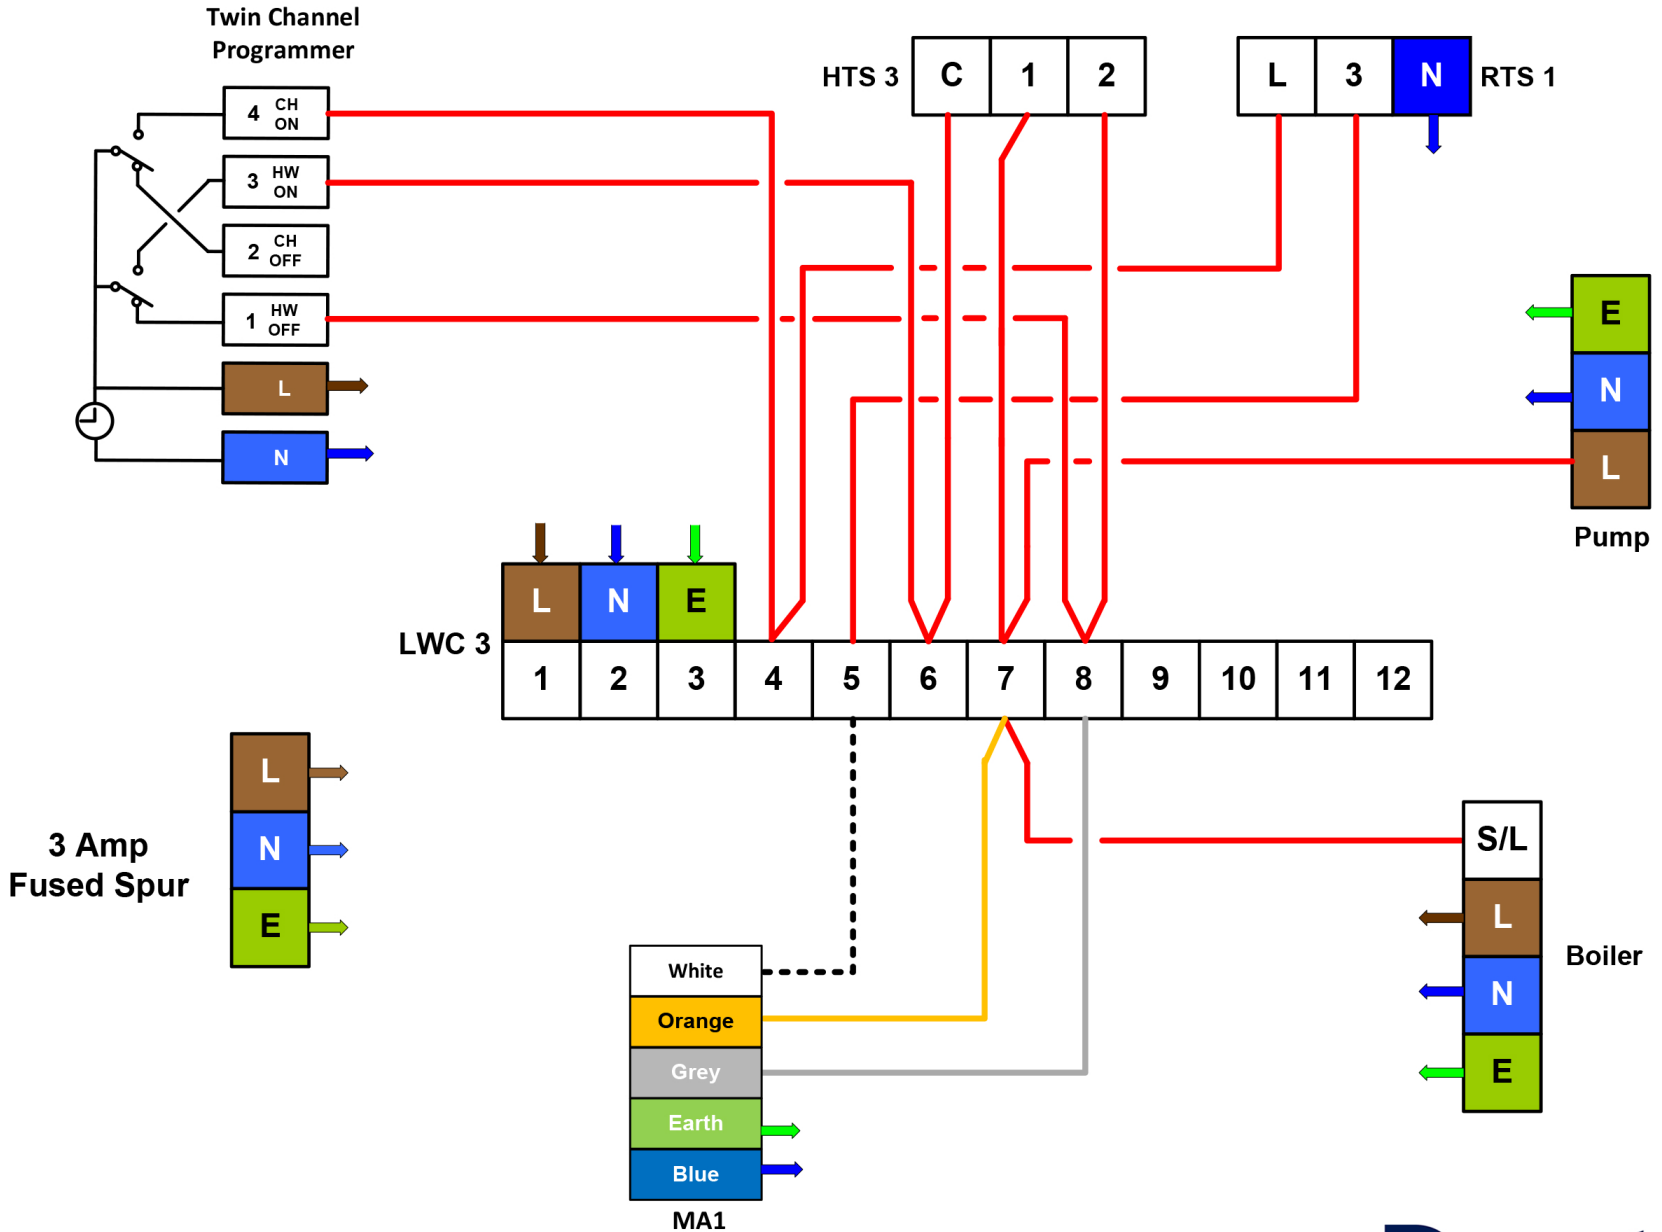 Twin Channel
Programmer
4 CH ON
3 HW ON
2 CH OFF
1 HW OFF
L
N
HTS 3
C 1 2
L 3 N
RTS 1
E
N
L
Pump
L N E
LWC 3
1 2 3 4 5 6 7 8 9 10 11 12
3 Amp
Fused Spur
L
N
E
White
Orange
Grey
Earth
Blue
MA1
S/L
L
N
E
Boiler